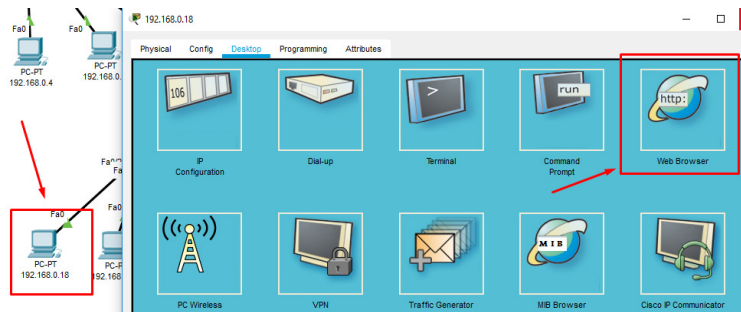 Fa0
Fa0
PC-PT
192.168.0.4
PC-PT
192.168.0.
Fa0
Fa0
PC-PT
192.168.0.18
192.168
192.168.0.18
Physical Config Desktop Programming Attributes
106
IP
Configuration
Dial-up
>
Terminal
run
Command
Prompt
http:
Web Browser
PC Wireless
VPN
Traffic Generator
MIB
MIB Browser
Cisco IP Communicator